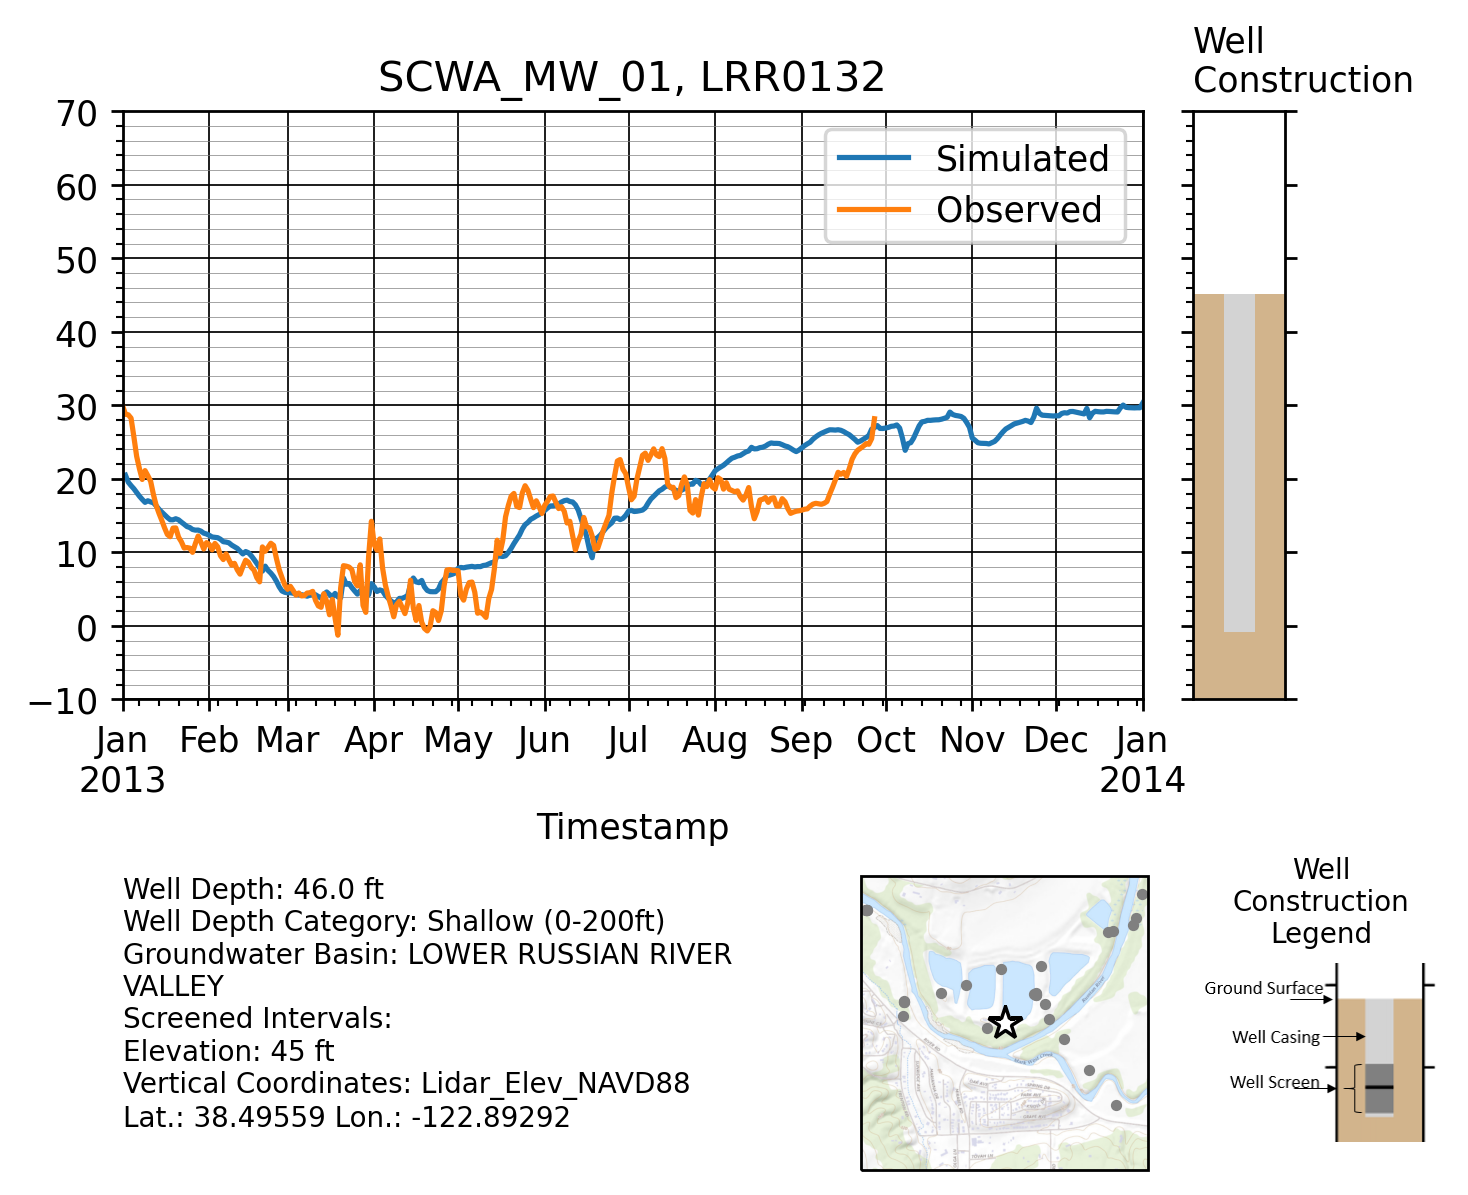 Well
Construction
SCWA_MW_01, LRR0132
70
60
50
40
30
20
10
0
−10
Simulated
Observed
Jan Feb Mar Apr May Jun Jul Aug Sep Oct Nov Dec Jan
2013 2014
Timestamp
Well Depth: 46.0 ft
Well Depth Category: Shallow (0-200ft)
Groundwater Basin: LOWER RUSSIAN RIVER
VALLEY
Screened Intervals:
Elevation: 45 ft
Vertical Coordinates: Lidar_Elev_NAVD88
Lat.: 38.49559 Lon.: -122.89292
Well
Construction
Legend
Ground Surface
Well Casing
Well Screen